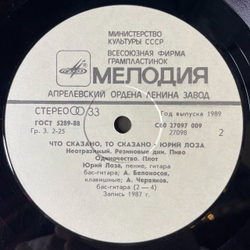 МИНИСТЕРСТВО
КУЛЬТУРЫ СССР
ВСЕСОЮЗНАЯ ФИРМА
ГРАМПЛАСТИНОК
МЕЛОДИЯ
АПРЕЛЕВСКИЙ ОРДЕНА ЛЕНИНА ЗАВОД
СТЕРЕО 33
Год выпуска 1989
ГОСТ 5289-88
С60 27097 009
Гр. 3. 2-25
27098
2
ЧТО СКАЗАНО, ТО СКАЗАНО - ЮРИЙ ЛОЗА
Неотразимый. Резиновые дни. Пиво
Одиночество. Плот
Юрий Лоза, пение, гитара
бас-гитара; А. Белоносов,
клавишные; А. Черевков,
бас-гитара (2—4)
Запись 1987 г.